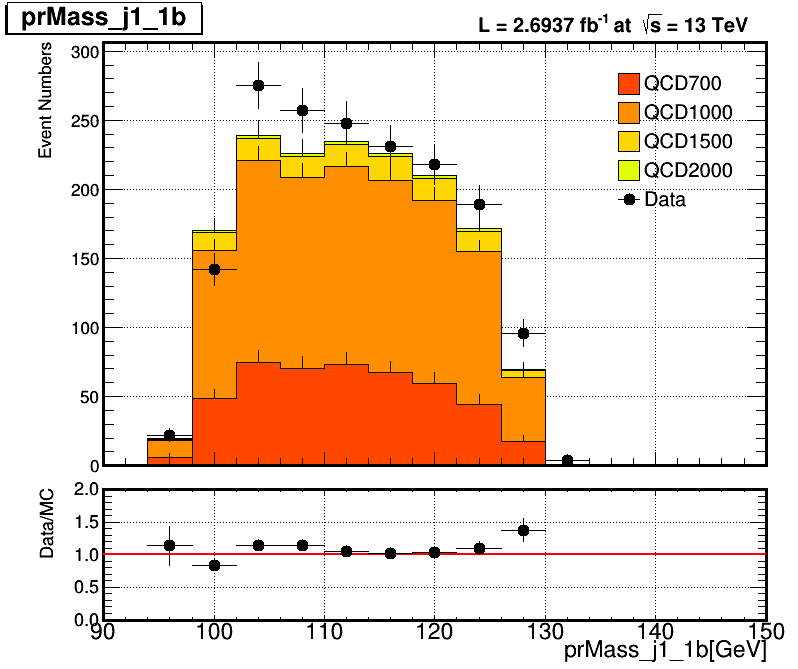 prMass_j1_1b
L = 2.6937 fb-1 at √s = 13 TeV
Event Numbers
300
250
200
150
100
50
0
QCD700
QCD1000
QCD1500
QCD2000
Data
Data/MC
2.0
1.5
1.0
0.5
0.0
90 100 110 120 130 140 150
prMass_j1_1b[GeV]